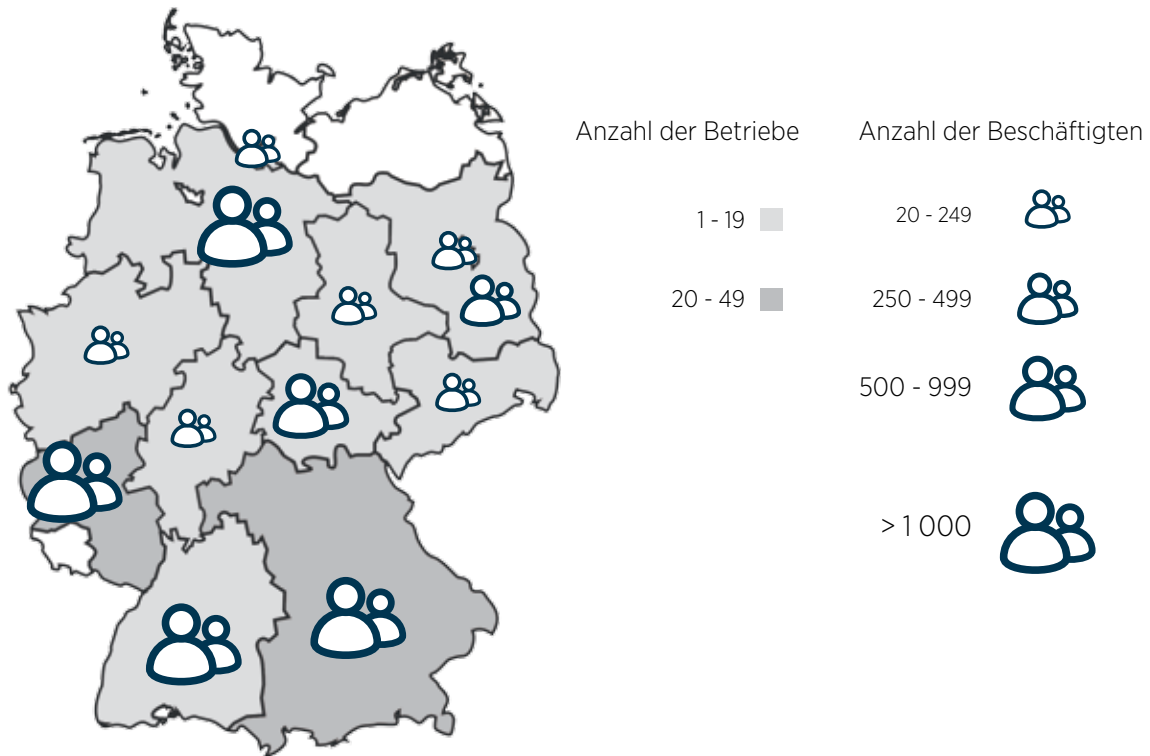 Anzahl der Betriebe
1 - 19
20 - 49
Anzahl der Beschäftigten
20 - 249
250 - 499
500 - 999
> 1 000